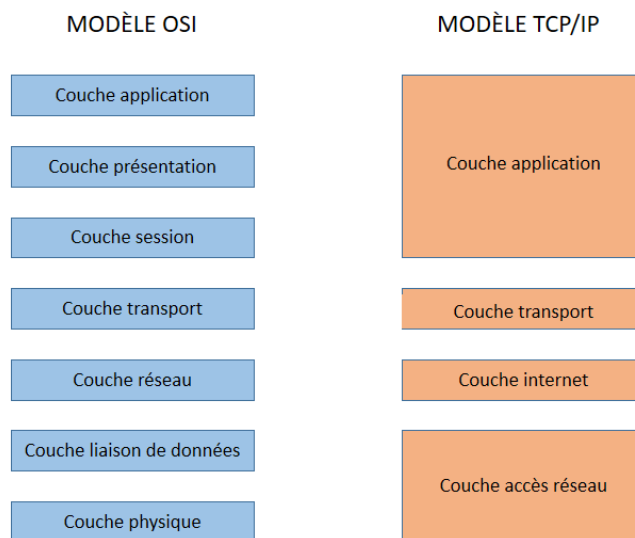 MODÈLE OSI
MODÈLE TCP/IP
Couche application
Couche présentation
Couche session
Couche transport
Couche réseau
Couche liaison de données
Couche physique
Couche application
Couche transport
Couche internet
Couche accès réseau